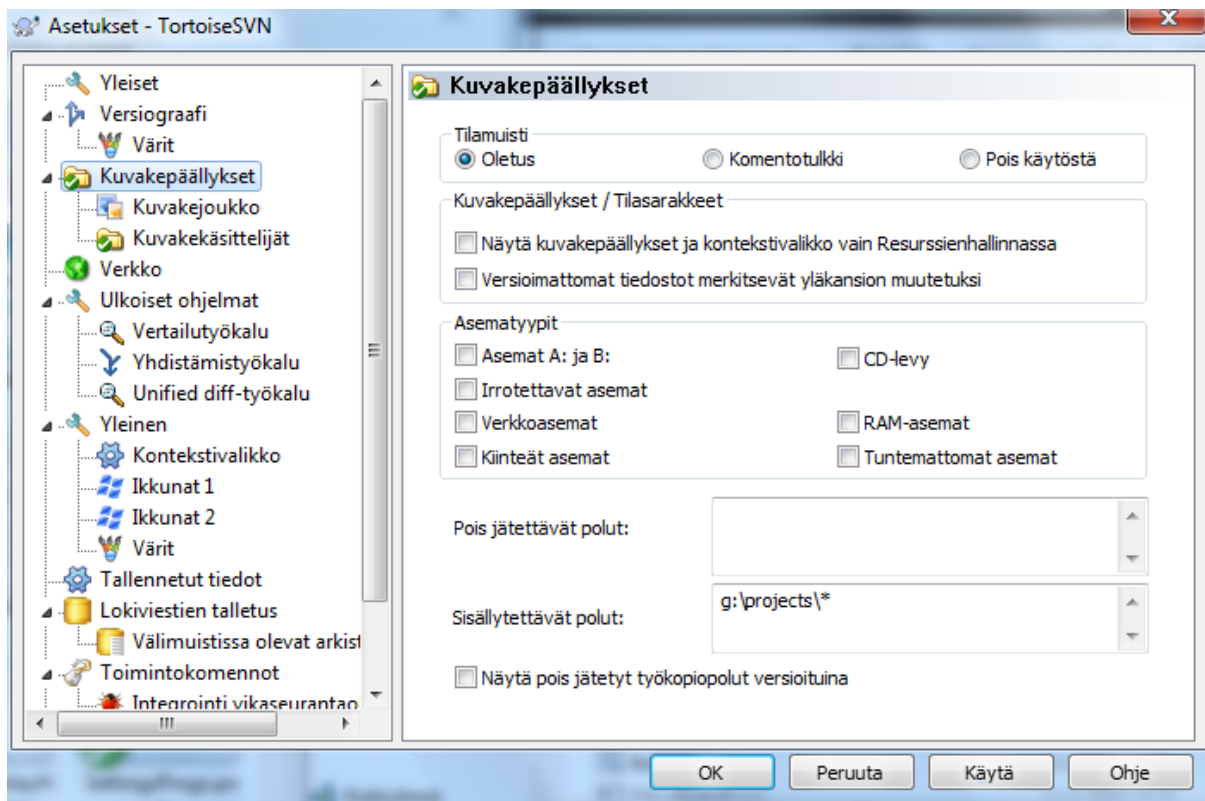 Asetukset - TortoiseSVN
Yleiset
Versiograafi
Värit
Kuvakepäällykset
Kuvakejoukko
Kuvakekäsittelijät
Verkko
Ulkoiset ohjelmat
Vertailutyökalu
Yhdistämistyökalu
Unified diff-työkalu
Yleinen
Kontekstivalikko
Ikkunat 1
Ikkunat 2
Värit
Tallennetut tiedot
Lokiviestien talletus
Välimuistissa olevat arkist
Toimintokomennot
Integrointi vikaseurantao
Kuvakepäällykset
Tilamuisti
Oletus Komentotulkki Pois käytöstä
Kuvakepäällykset / Tilasarakkeet
Näytä kuvakepäällykset ja kontekstivalikko vain Resurssienhallinnassa
Versioimattomat tiedostot merkitsevät yläkansion muutetuksi
Asematyypit
Asemat A: ja B: CD-levy
Irrotettavat asemat
Verkkoasemat RAM-asemat
Kiinteät asemat Tuntemattomat asemat
Pois jätettävät polut:
Sisällytettävät polut: g:\projects\*
Näytä pois jätetyt työkopiopolut versioituina
OK Peruuta Käytä Ohje